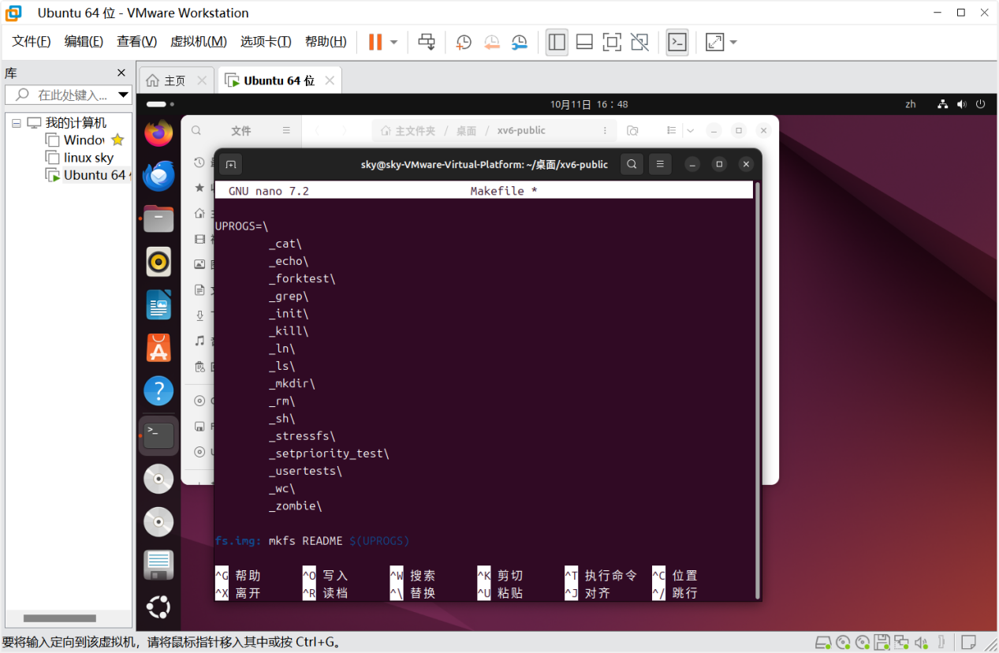 Ubuntu 64 位 - VMware Workstation
文件(F) 编辑(E) 查看(V) 虚拟机(M) 选项卡(T) 帮助(H)
库
在此处键入...
我的计算机
linux sky
Ubuntu 64
主页
Ubuntu 64 位
10月11日 16：48
zh
文件
主文件夹 / 桌面 / xv6-public
sky@sky-VMware-Virtual-Platform: ~/桌面/xv6-public
GNU nano 7.2 Makefile *
UPROGS=\
_cat\
_echo\
_forktest\
_grep\
_init\
_kill\
_ln\
_ls\
_mkdir\
_rm\
_sh\
_stressfs\
_setpriority_test\
_usertests\
_wc\
_zombie\
fs.img: mkfs README $(UPROGS)
^G 帮助 ^O 写入 ^W 搜索 ^K 剪切 ^T 执行命令 ^C 位置
^X 离开 ^R 读档 ^\ 替换 ^U 粘贴 ^J 对齐 ^/ 跳行
要将输入定向到该虚拟机，请将鼠标指针移入其中或按 Ctrl+G。